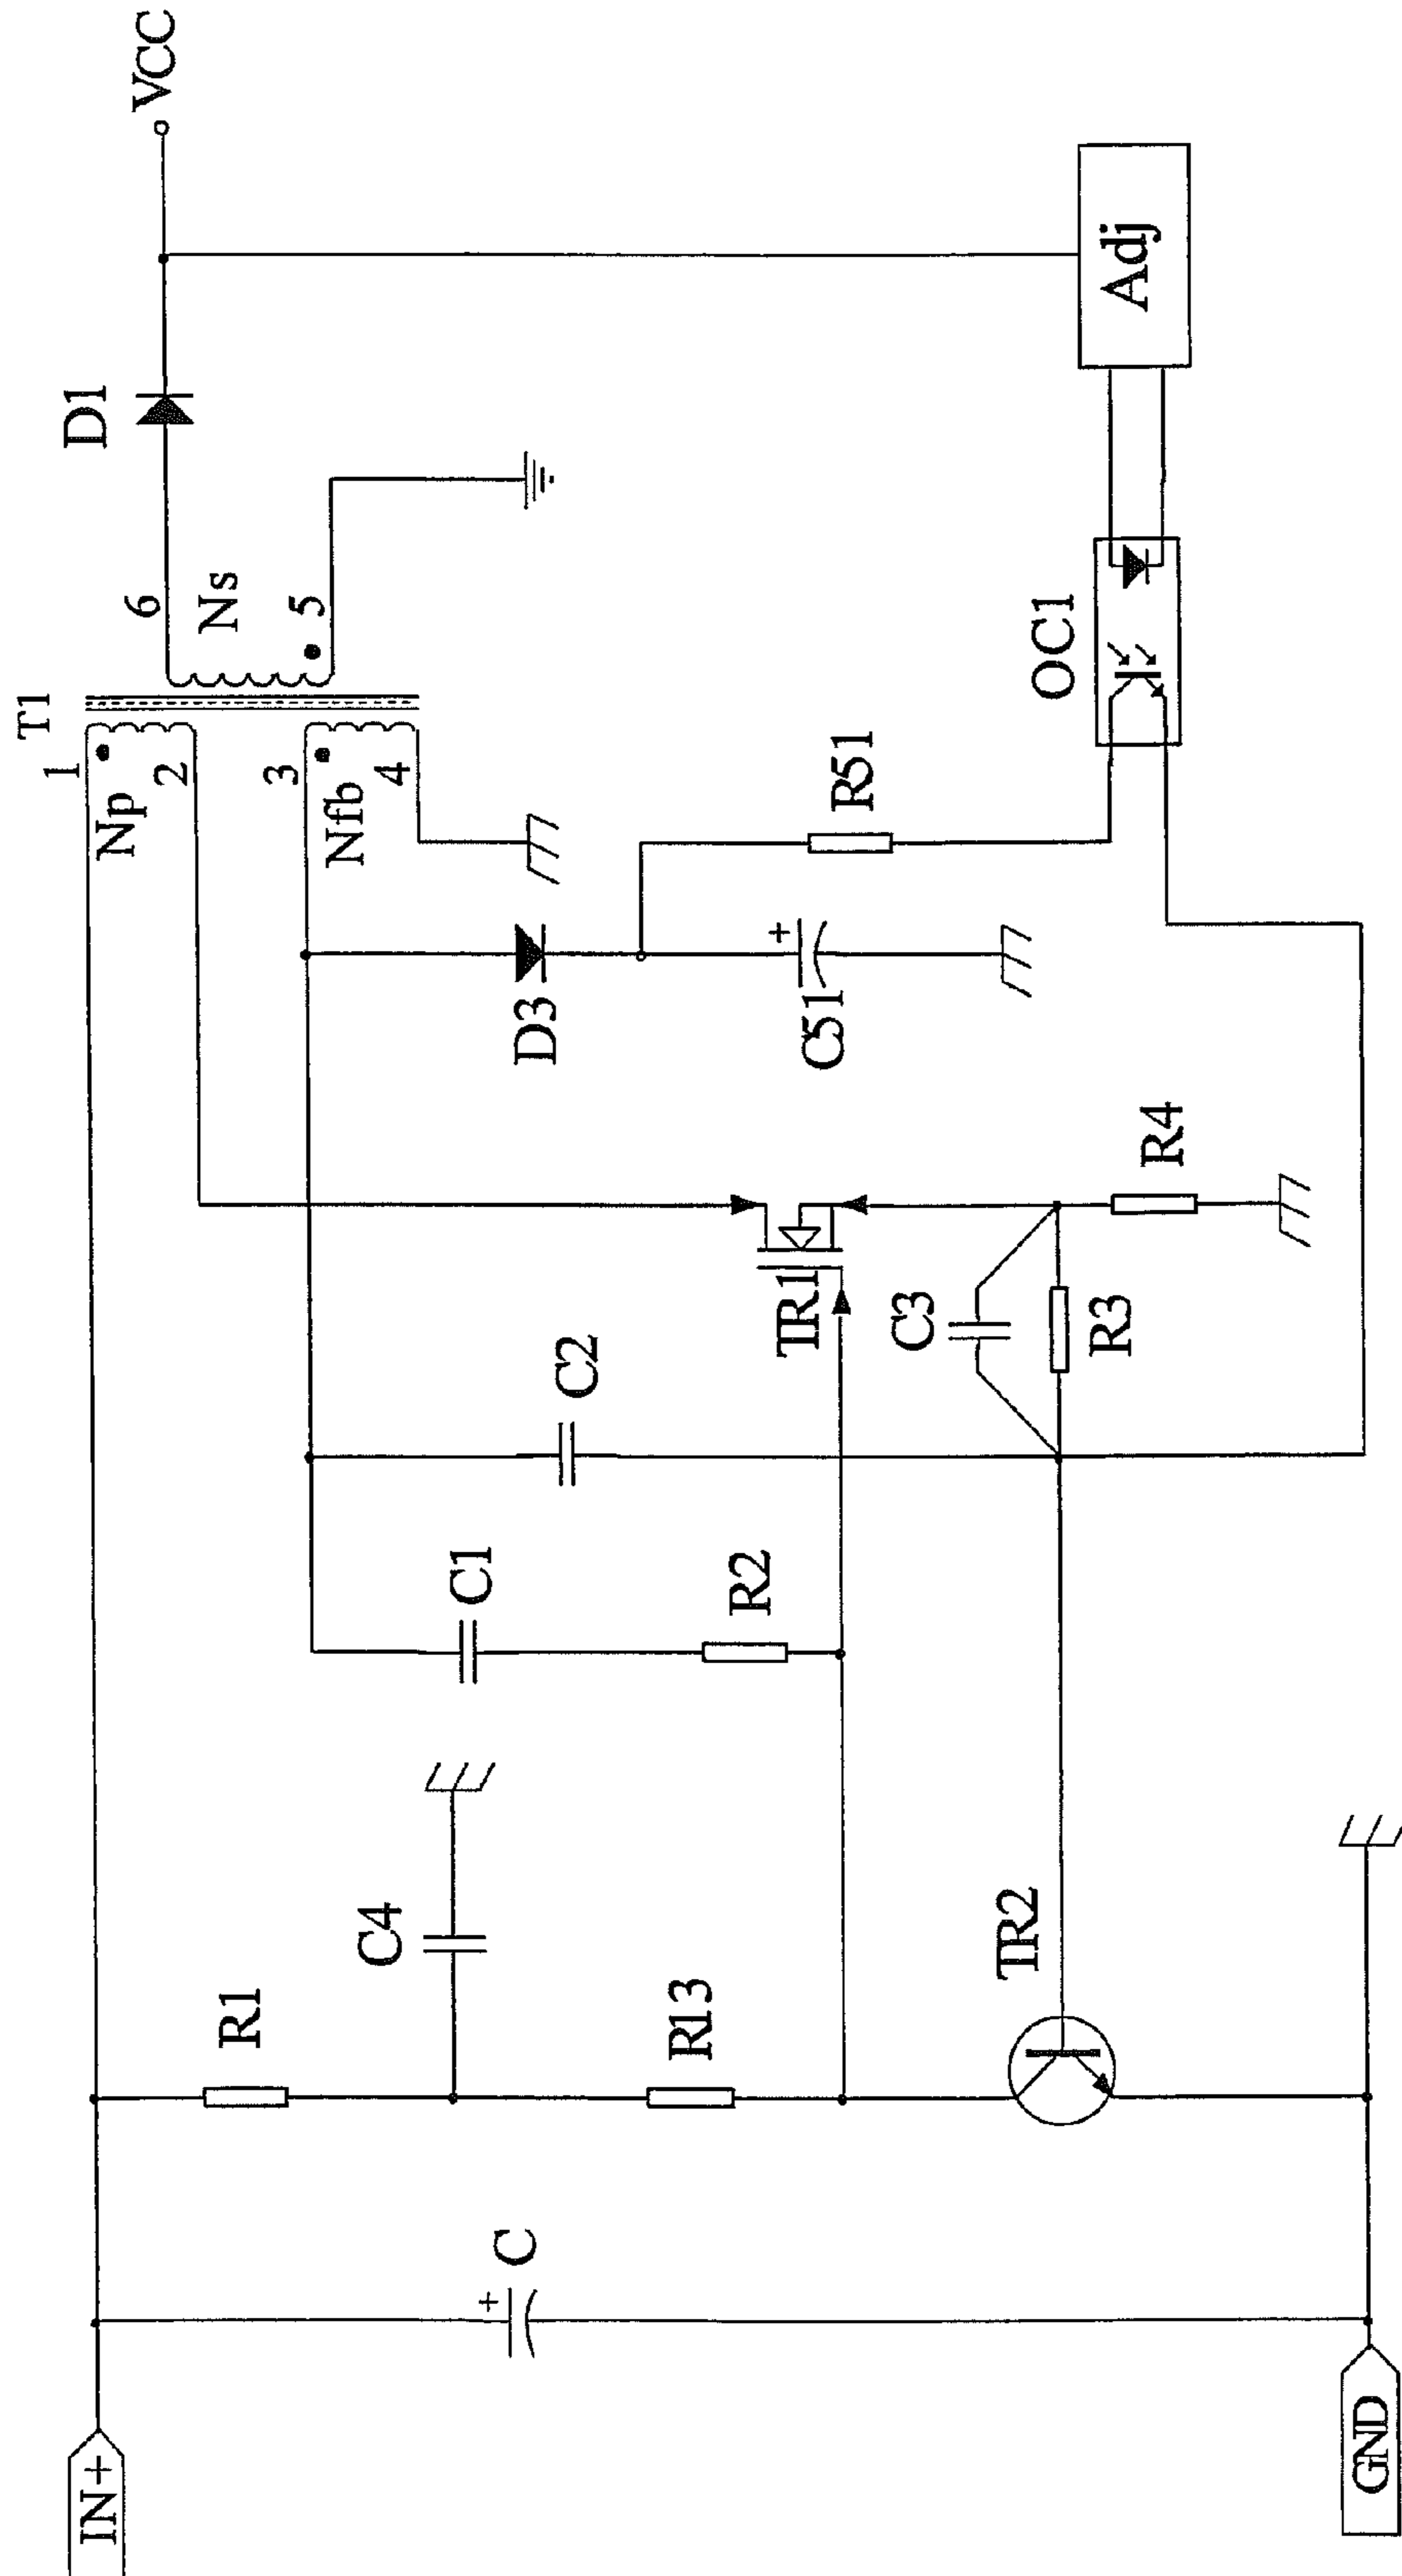 VCC
D1
T1
6
Ns
5
1
Np
2
3
Nfb
4
Adj
OC1
R51
+
C51
D3
R4
TR1
C3
R3
C2
C1
R2
C4
R1
R13
TR2
+
C
IN+
GND